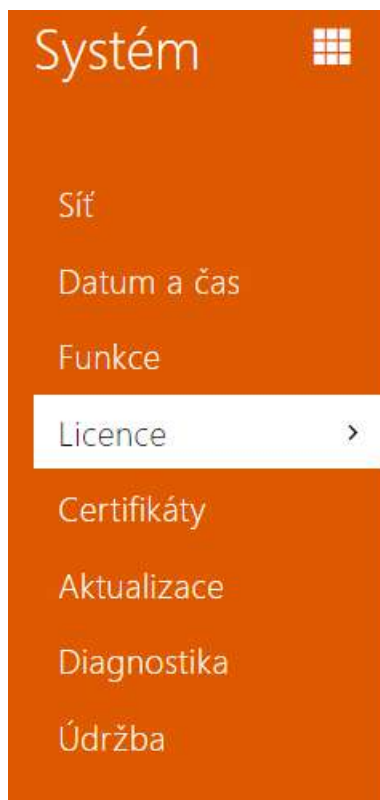 Systém
Síť
Datum a čas
Funkce
Licence
Certifikáty
Aktualizace
Diagnostika
Údržba